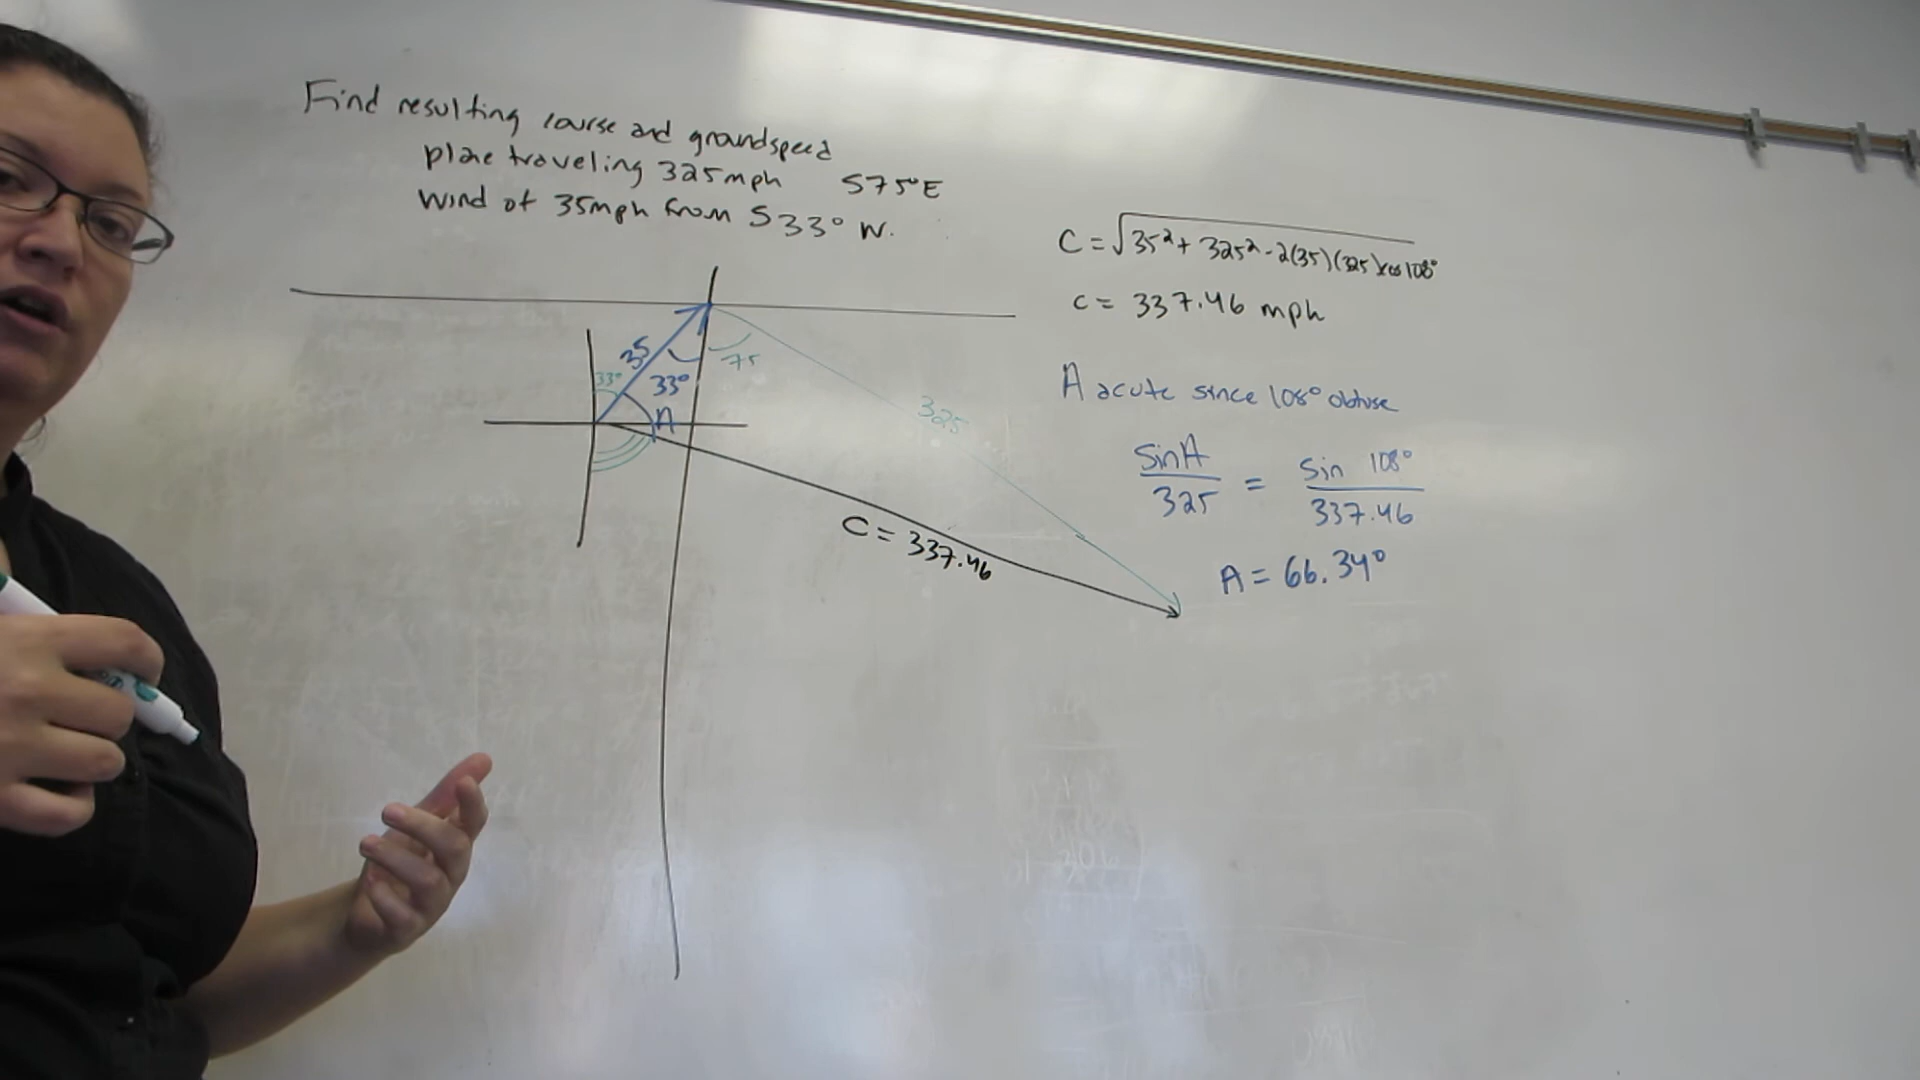 Find resulting course and groundspeed
plane traveling 325mph S75°E
wind of 35mph from S33°W.
C = √35² + 325² - 2(35)(325)cos 108°
c = 337.46 mph
35
33°
33°
75
A
325
C = 337.46
A acute since 108° obtuse
sinA/325 = sin 108°/337.46
A = 66.34°